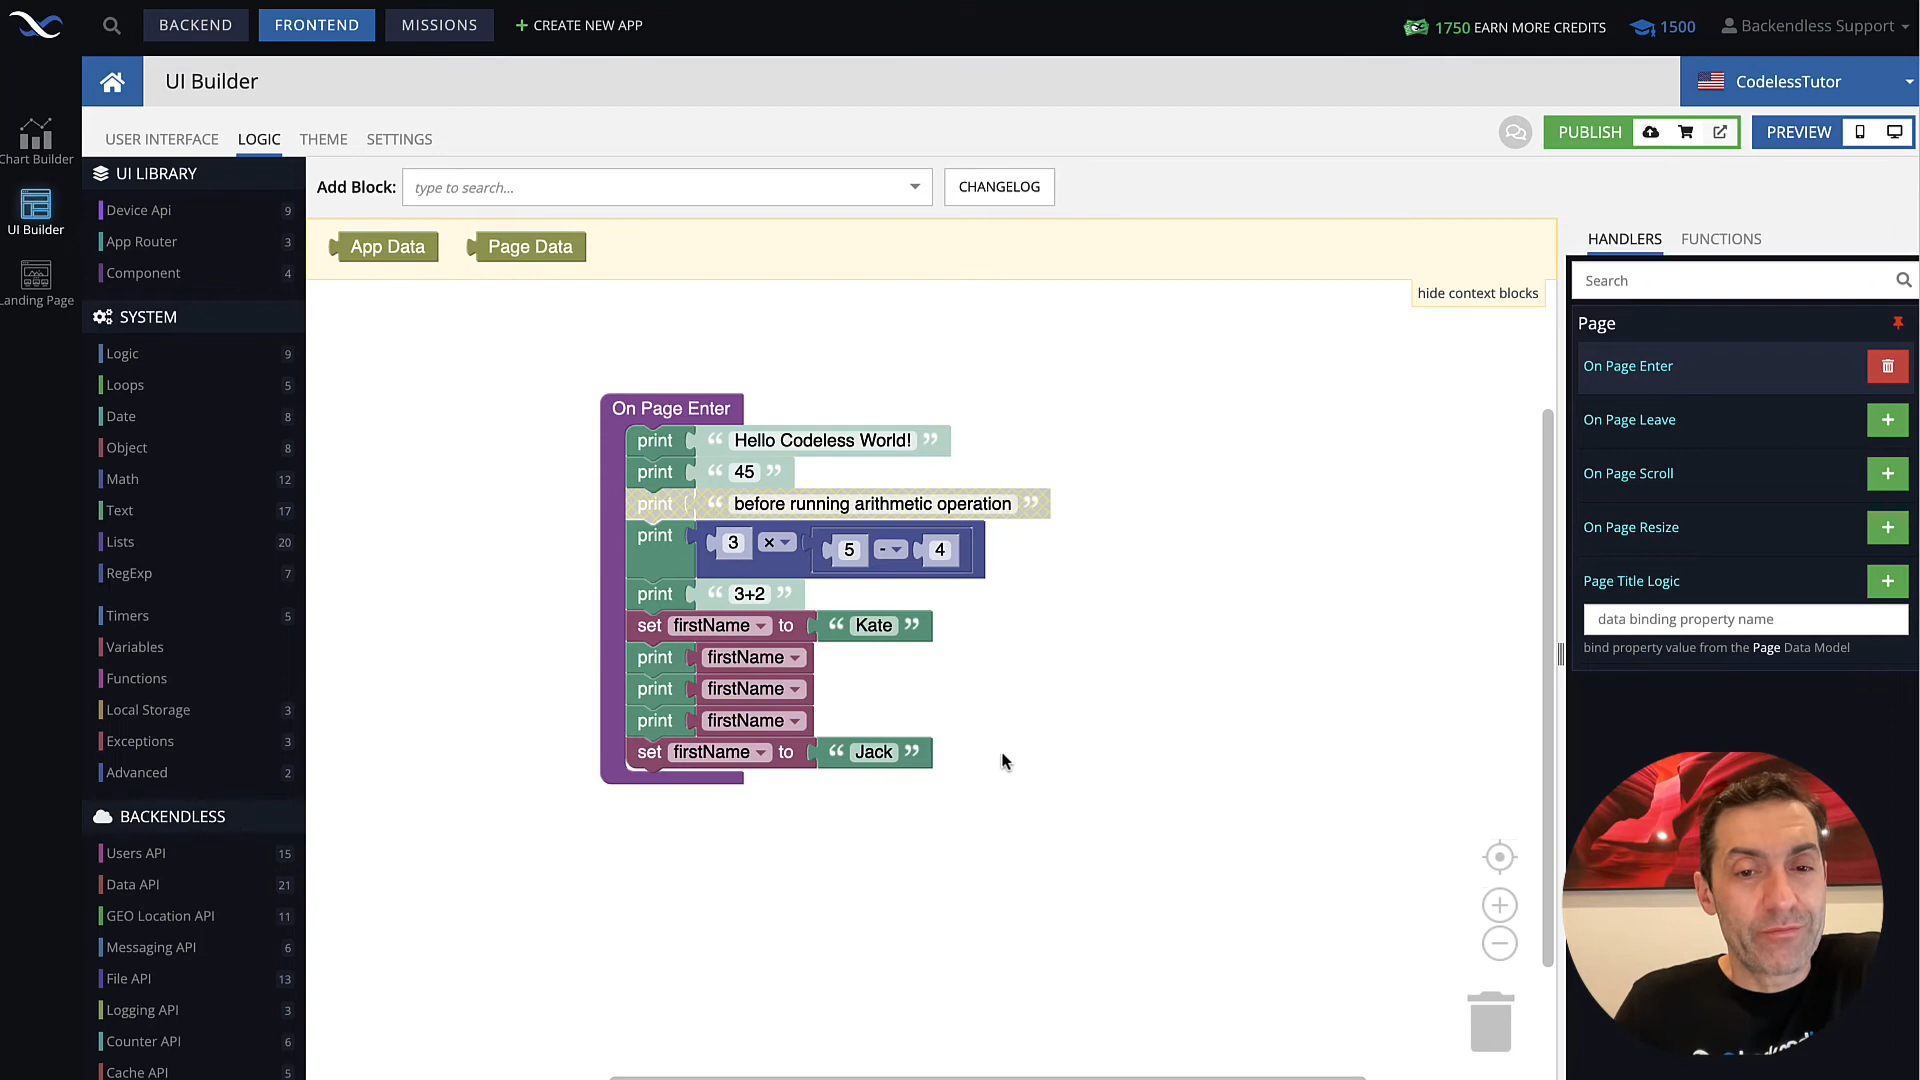 BACKEND
FRONTEND
MISSIONS
+ CREATE NEW APP
1750 EARN MORE CREDITS
1500
Backendless Support
UI Builder
CodelessTutor
USER INTERFACE
LOGIC
THEME
SETTINGS
PUBLISH
PREVIEW
Chart Builder
UI Builder
Landing Page
UI LIBRARY
Device Api 9
App Router 3
Component 4
SYSTEM
Logic 9
Loops 5
Date 8
Object 8
Math 12
Text 17
Lists 20
RegExp 7
Timers 5
Variables
Functions
Local Storage 3
Exceptions 3
Advanced 2
BACKENDLESS
Users API 15
Data API 21
GEO Location API 11
Messaging API 6
File API 13
Logging API 3
Counter API 6
Cache API 5
Add Block:
type to search...
CHANGELOG
App Data
Page Data
hide context blocks
On Page Enter
print “ Hello Codeless World! ”
print “ 45 ”
print “ before running arithmetic operation ”
print 3 × 5 - 4
print “ 3+2 ”
set firstName to “ Kate ”
print firstName
print firstName
print firstName
set firstName to “ Jack ”
HANDLERS
FUNCTIONS
Search
Page
On Page Enter
On Page Leave
On Page Scroll
On Page Resize
Page Title Logic
data binding property name
bind property value from the Page Data Model